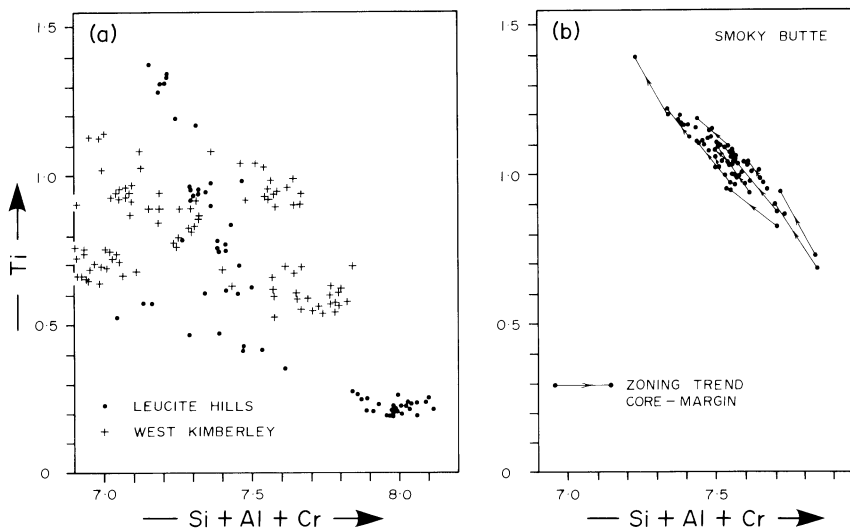 (a)
1·5
1·0
0·5
0
Ti
• LEUCITE HILLS
+ WEST KIMBERLEY
7·0 7·5 8·0
Si + Al + Cr
(b)
SMOKY BUTTE
1·5
1·0
0·5
0
ZONING TREND
CORE – MARGIN
7·0 7·5
Si + Al + Cr